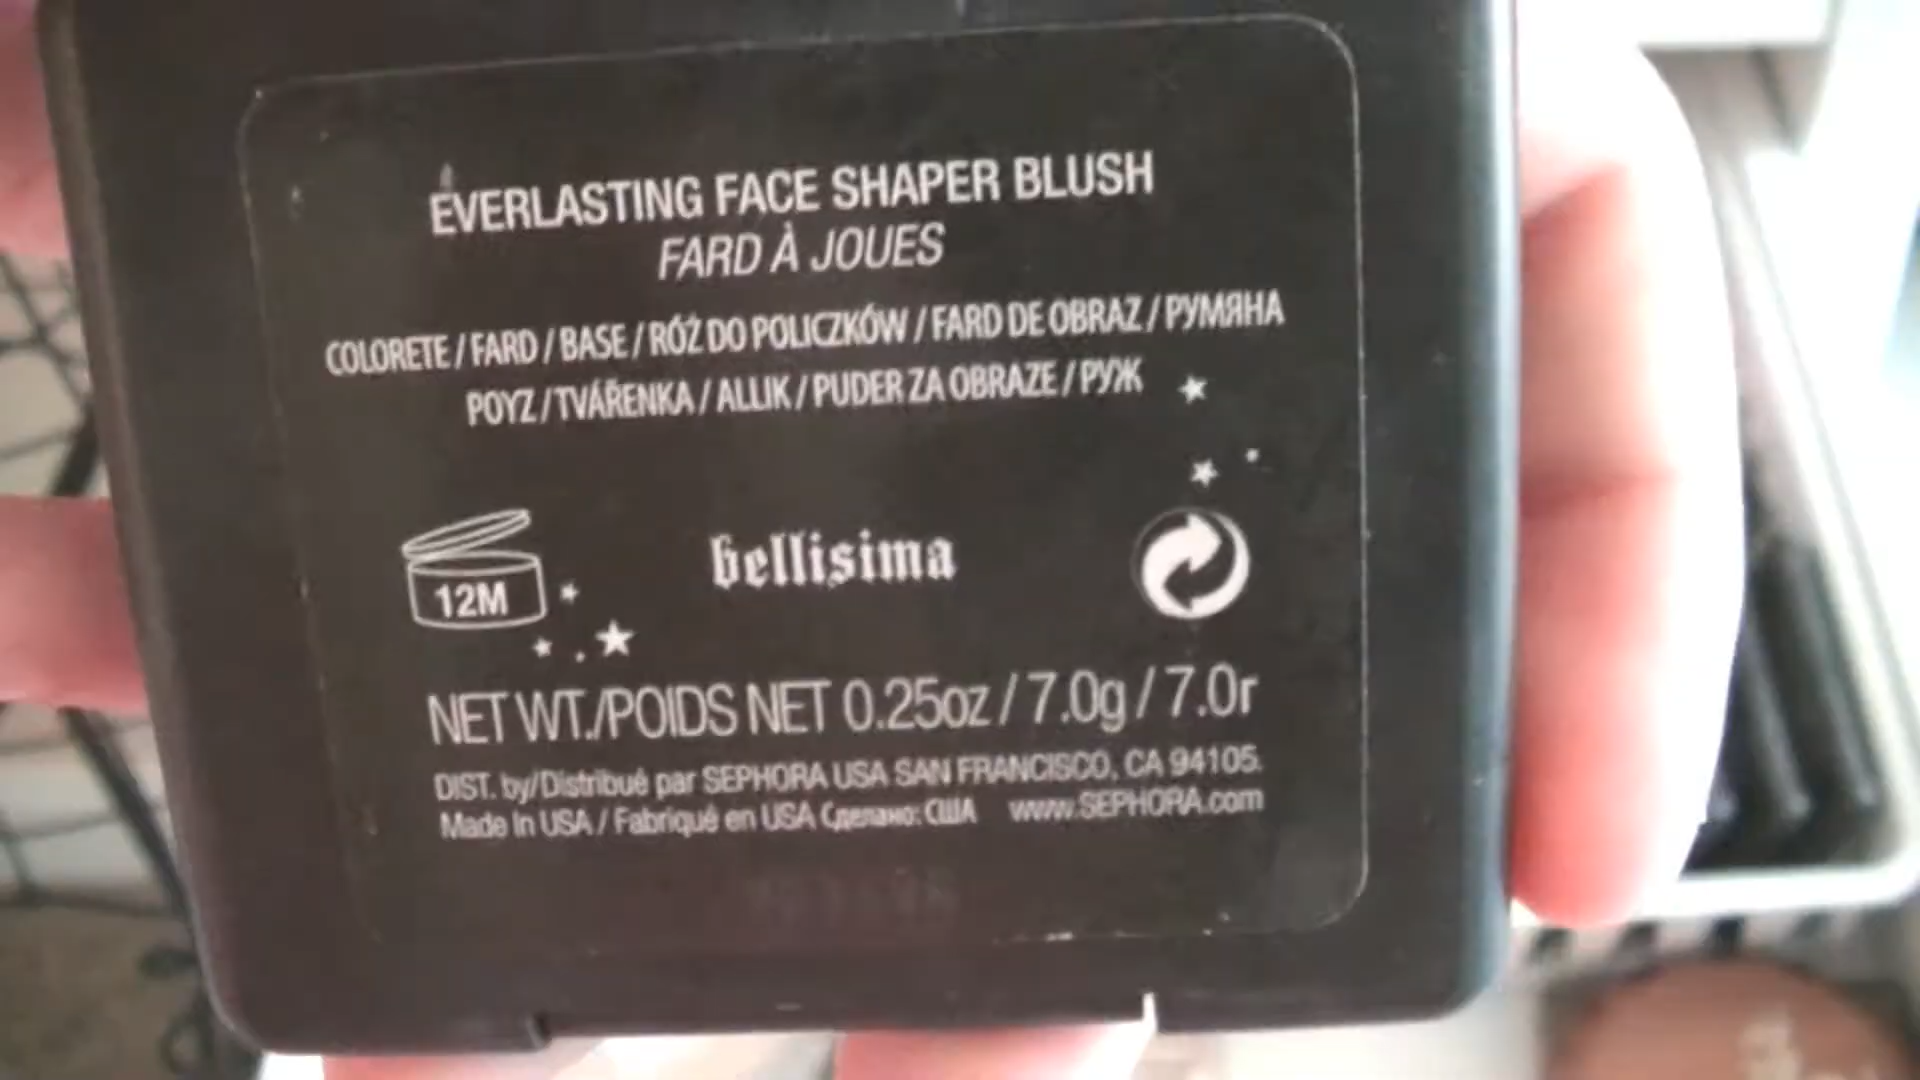 EVERLASTING FACE SHAPER BLUSH
FARD À JOUES
COLORETE / FARD / BASE / RÓŻ DO POLICZKÓW / FARD DE OBRAZ / РУМЯНА
ΡΟΥΖ / TVÁŘENKA / ALLIK / PUDER ZA OBRAZE / РУЖ
12M
bellisima
NET WT./POIDS NET 0.25oz / 7.0g / 7.0г
DIST. by/Distribué par SEPHORA USA SAN FRANCISCO, CA 94105.
Made In USA / Fabriqué en USA Сделано: США www.SEPHORA.com